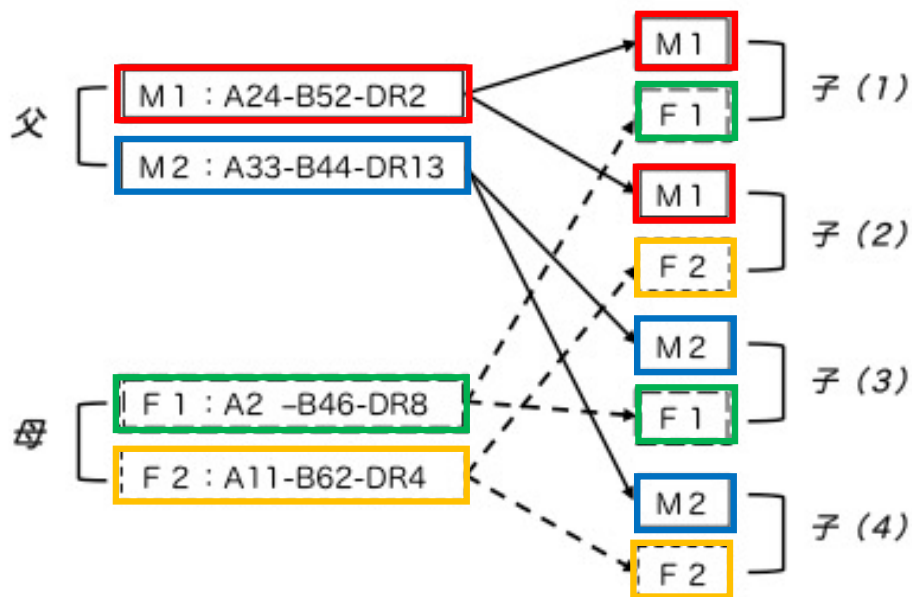 父
M1：A24-B52-DR2
M2：A33-B44-DR13
母
F1：A2 –B46-DR8
F2：A11-B62-DR4
M1
F1
子(1)
M1
F2
子(2)
M2
F1
子(3)
M2
F2
子(4)